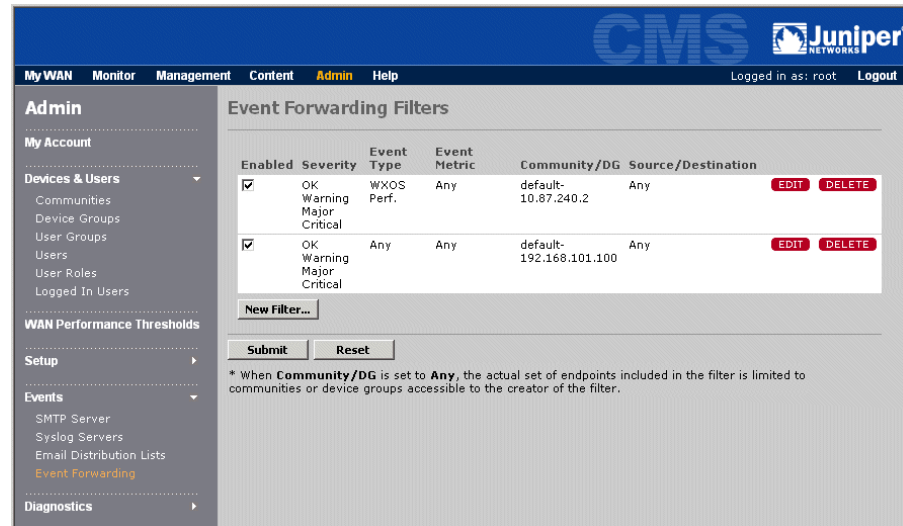 CMS
Juniper
NETWORKS
My WAN Monitor Management Content Admin Help
Logged in as: root Logout
Admin
My Account
Devices & Users
Communities
Device Groups
User Groups
Users
User Roles
Logged In Users
WAN Performance Thresholds
Setup
Events
SMTP Server
Syslog Servers
Email Distribution Lists
Event Forwarding
Diagnostics
Event Forwarding Filters
Enabled Severity Event Type Event Metric Community/DG Source/Destination
OK WXOS Any default- Any EDIT DELETE
Warning Perf. 10.87.240.2
Major
Critical
OK Any Any default- Any EDIT DELETE
Warning 192.168.101.100
Major
Critical
New Filter...
Submit Reset
* When Community/DG is set to Any, the actual set of endpoints included in the filter is limited to
communities or device groups accessible to the creator of the filter.